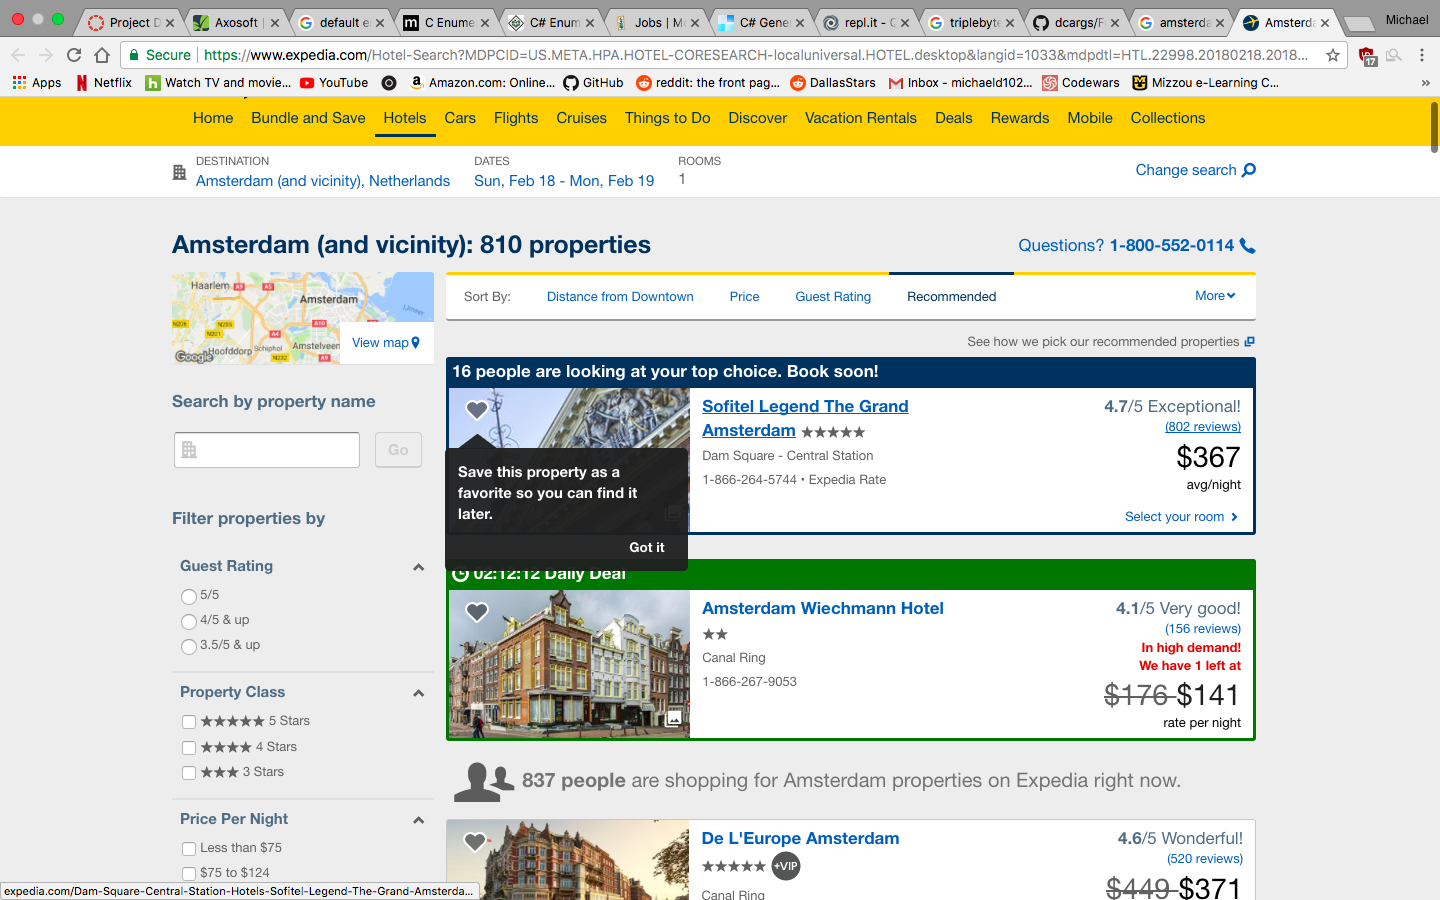 Project D
Axosoft |
default e
C Enume
C# Enum
Jobs | M
C# Gene
repl.it - C
triplebyt
dcargs/F
amsterda
Amsterda
Michael
Secure
https://www.expedia.com/Hotel-Search?MDPCID=US.META.HPA.HOTEL-CORESEARCH-localuniversal.HOTEL.desktop&langid=1033&mdpdtl=HTL.22998.20180218.2018...
17
Apps
Netflix
Watch TV and movie...
YouTube
Amazon.com: Online...
GitHub
reddit: the front pag...
DallasStars
Inbox - michaeld102...
Codewars
Mizzou e-Learning C...
»
Home Bundle and Save Hotels Cars Flights Cruises Things to Do Discover Vacation Rentals Deals Rewards Mobile Collections
DESTINATION
Amsterdam (and vicinity), Netherlands
DATES
Sun, Feb 18 - Mon, Feb 19
ROOMS
1
Change search
Amsterdam (and vicinity): 810 properties
Questions? 1-800-552-0114
Haarlem
Amsterdam
IJmeer
Hoofddorp
Schiphol
Amstelveen
Google
A9
A5
N206
N205
N201
A10
A4
N232
A9
View map
Search by property name
Go
Filter properties by
Guest Rating
5/5
4/5 & up
3.5/5 & up
Property Class
★★★★★ 5 Stars
★★★★ 4 Stars
★★★ 3 Stars
Price Per Night
Less than $75
$75 to $124
Sort By: Distance from Downtown Price Guest Rating Recommended More
See how we pick our recommended properties
16 people are looking at your top choice. Book soon!
Sofitel Legend The Grand
Amsterdam ★★★★★
Dam Square - Central Station
1-866-264-5744 • Expedia Rate
4.7/5 Exceptional!
(802 reviews)
$367
avg/night
Select your room
Save this property as a
favorite so you can find it
later.
Got it
02:12:12 Daily Deal
Amsterdam Wiechmann Hotel
★★
Canal Ring
1-866-267-9053
4.1/5 Very good!
(156 reviews)
In high demand!
We have 1 left at
$176 $141
rate per night
837 people are shopping for Amsterdam properties on Expedia right now.
De L'Europe Amsterdam
★★★★★ +VIP
Canal Ring
4.6/5 Wonderful!
(520 reviews)
$449 $371
expedia.com/Dam-Square-Central-Station-Hotels-Sofitel-Legend-The-Grand-Amsterda...